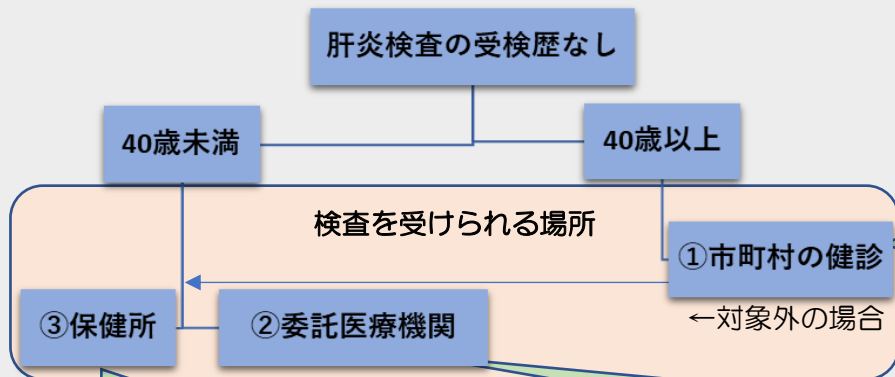 肝炎検査の受検歴なし
40歳未満
40歳以上
検査を受けられる場所
①市町村の健診
←対象外の場合
③保健所
②委託医療機関